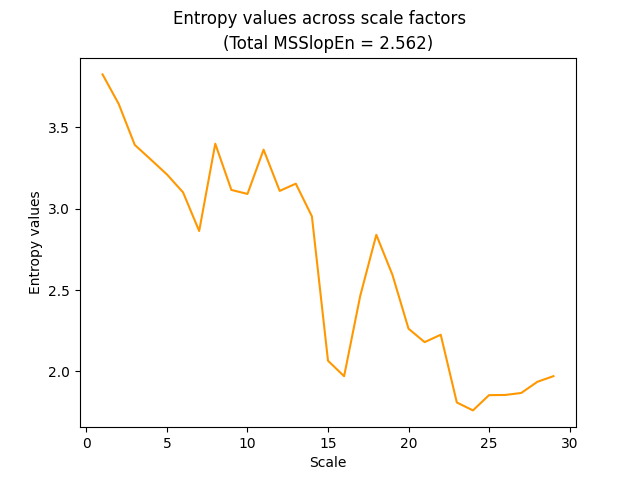 Entropy values across scale factors
(Total MSSlopEn = 2.562)
Entropy values
3.5
3.0
2.5
2.0
0
5
10
15
20
25
30
Scale